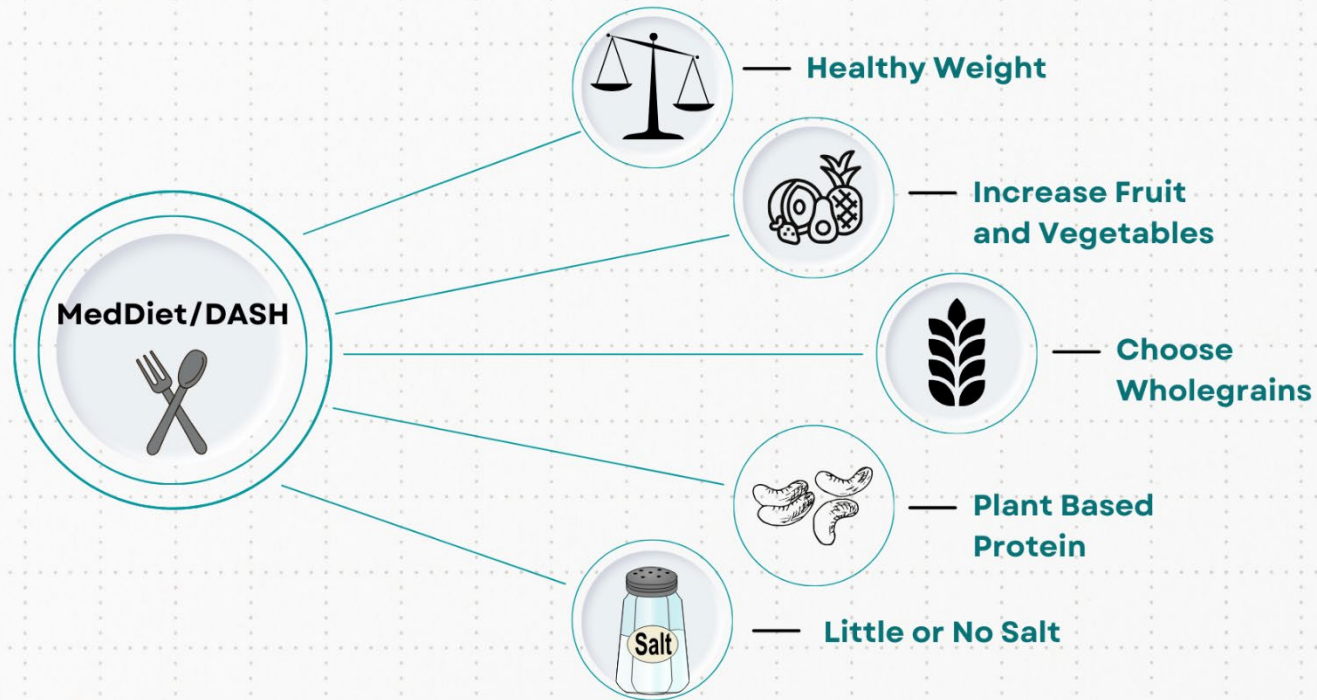 MedDiet/DASH
Healthy Weight
Increase Fruit
and Vegetables
Choose
Wholegrains
Plant Based
Protein
Salt
Little or No Salt